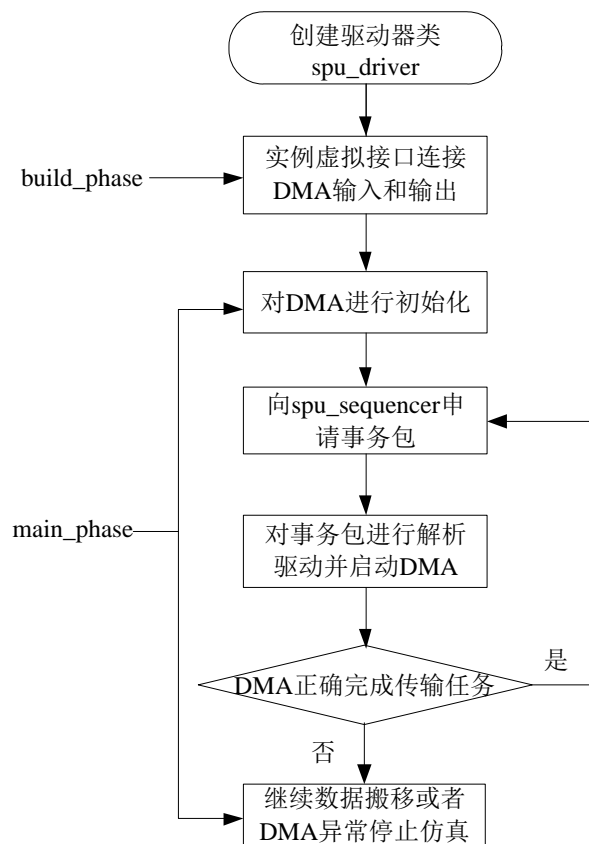 创建驱动器类
spu_driver
实例虚拟接口连接
DMA输入和输出
build_phase
对DMA进行初始化
向spu_sequencer申
请事务包
main_phase
对事务包进行解析
驱动并启动DMA
是
DMA正确完成传输任务
否
继续数据搬移或者
DMA异常停止仿真